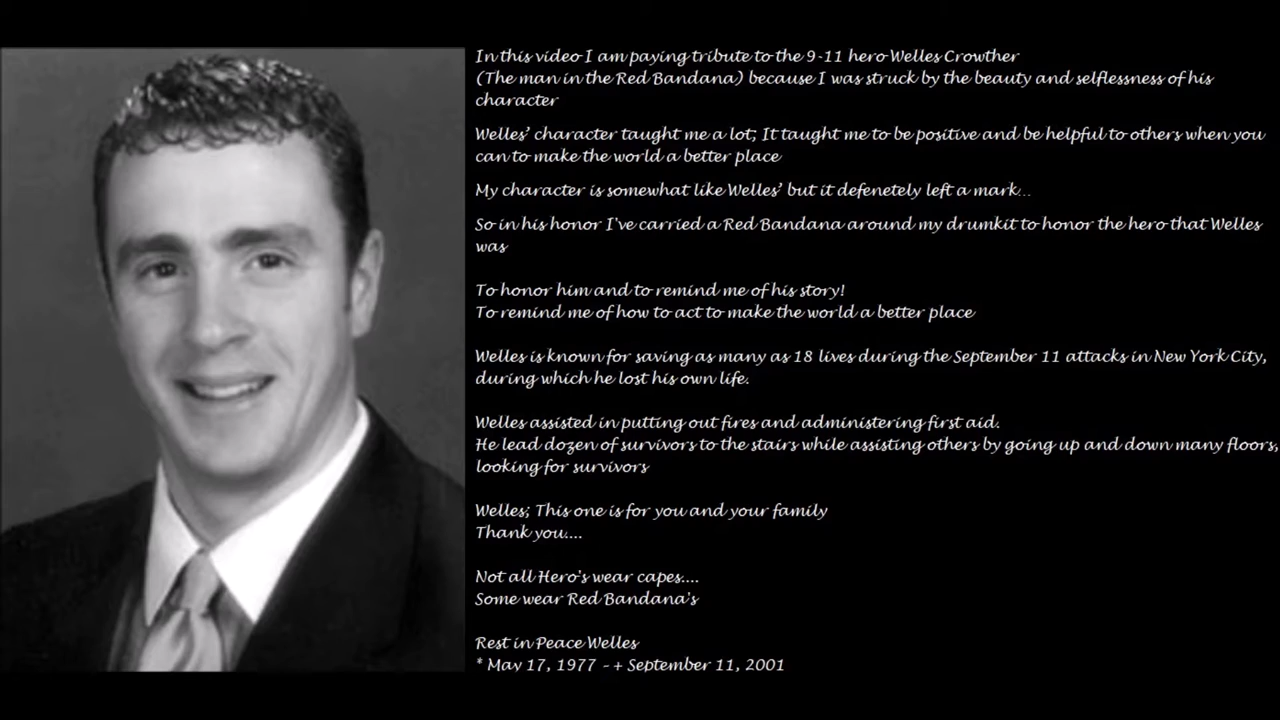 In this video I am paying tribute to the 9-11 hero Welles Crowther
(The man in the Red Bandana) because I was struck by the beauty and selflessness of his
character
Welles' character taught me a lot; It taught me to be positive and be helpful to others when you
can to make the world a better place
My character is somewhat like Welles' but it defenetely left a mark...
So in his honor I've carried a Red Bandana around my drumkit to honor the hero that Welles
was
To honor him and to remind me of his story!
To remind me of how to act to make the world a better place
Welles is known for saving as many as 18 lives during the September 11 attacks in New York City,
during which he lost his own life.
Welles assisted in putting out fires and administering first aid.
He lead dozen of survivors to the stairs while assisting others by going up and down many floors,
looking for survivors
Welles; This one is for you and your family
Thank you....
Not all Hero's wear capes....
Some wear Red Bandana's
Rest in Peace Welles
* May 17, 1977 - + September 11, 2001